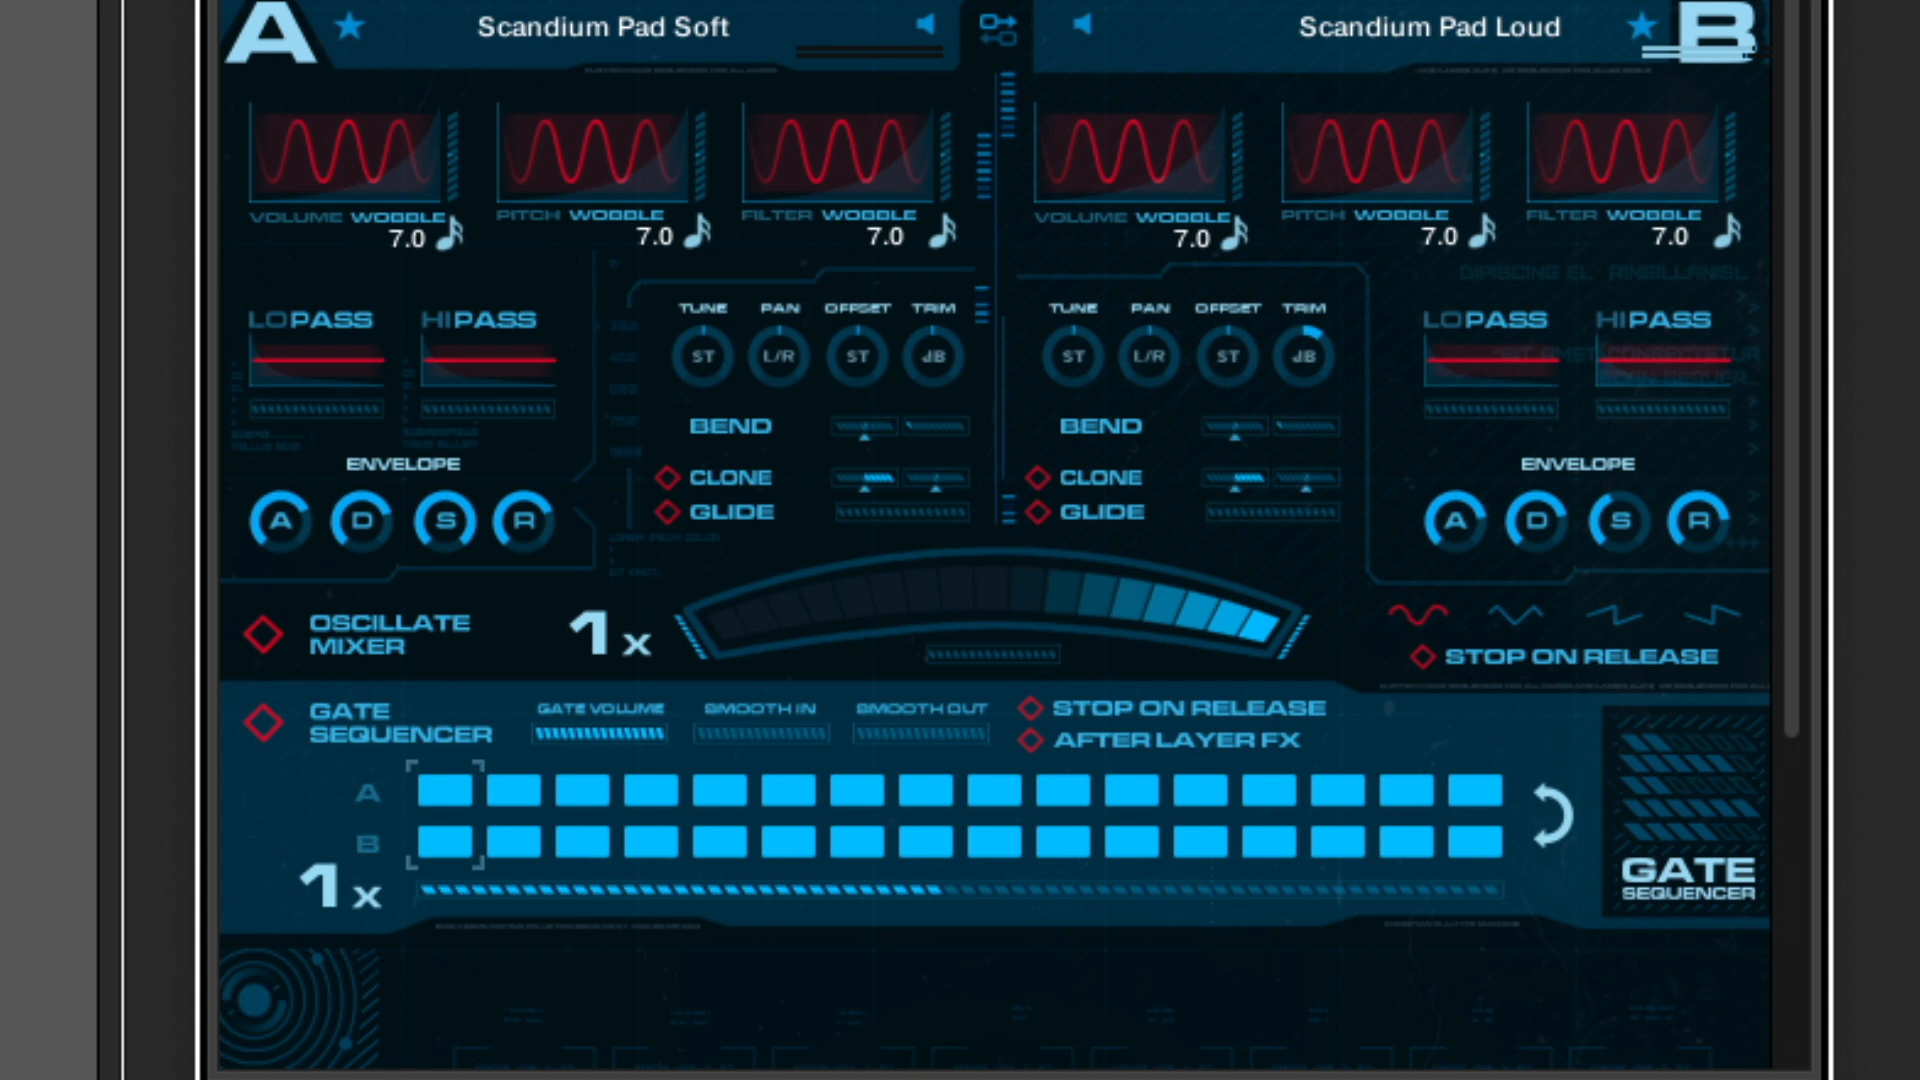 A Scandium Pad Soft Scandium Pad Loud B
VOLUME WOBBLE PITCH WOBBLE FILTER WOBBLE VOLUME WOBBLE PITCH WOBBLE FILTER WOBBLE
7.0 7.0 7.0 7.0 7.0 7.0
TUNE PAN OFFSET TRIM TUNE PAN OFFSET TRIM
LOPASS HIPASS LOPASS HIPASS
ST L/R ST dB ST L/R ST dB
BEND BEND
ENVELOPE ENVELOPE
CLONE CLONE
GLIDE GLIDE
A D S R A D S R
OSCILLATE
MIXER
1x
STOP ON RELEASE
GATE
SEQUENCER
GATE VOLUME SMOOTH IN SMOOTH OUT
STOP ON RELEASE
AFTER LAYER FX
A
B
1x
GATE
SEQUENCER